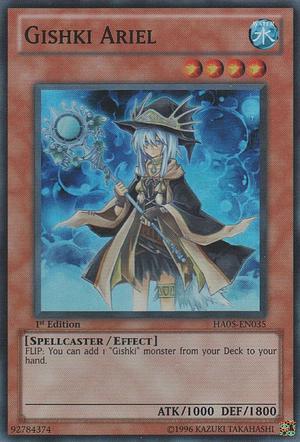 GISHKI ARIEL
WATER
水
1st Edition
HA05-EN035
[SPELLCASTER / EFFECT]
FLIP: You can add 1 "Gishki" monster from your Deck to your
hand.
ATK/1000 DEF/1800
92784374
©1996 KAZUKI TAKAHASHI